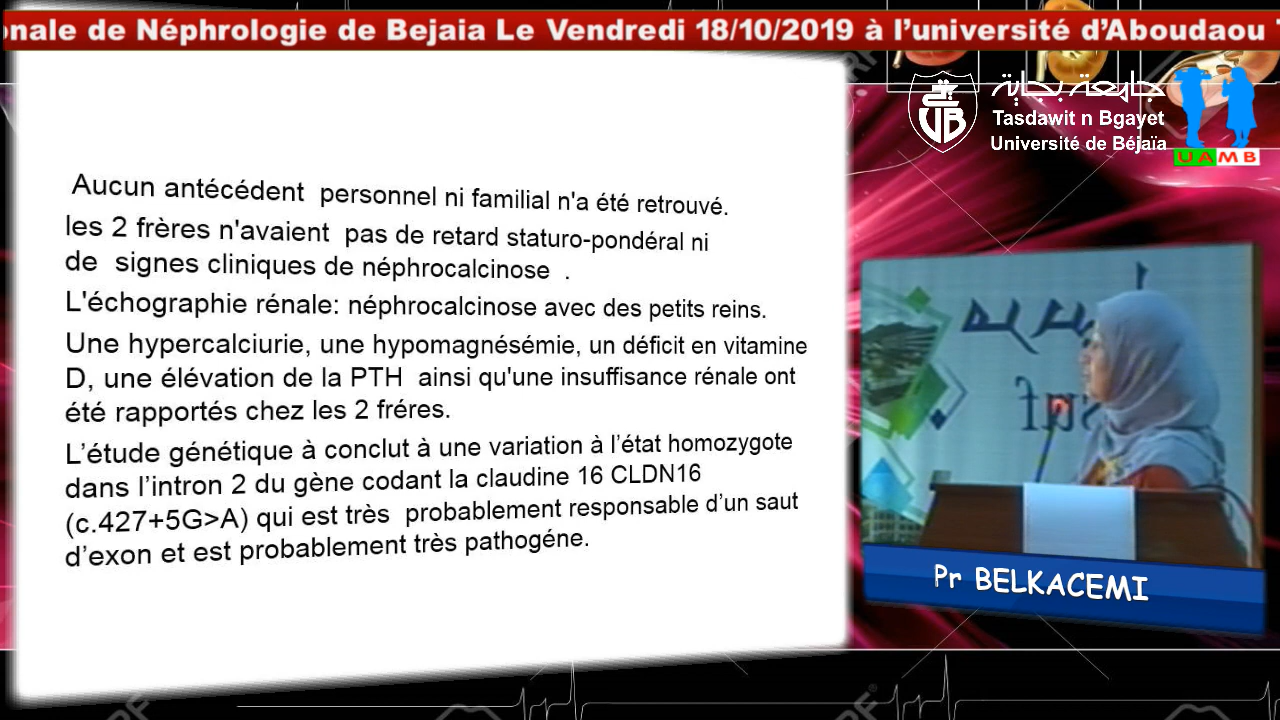 onale de Néphrologie de Bejaia Le Vendredi 18/10/2019 à l’université d’Aboudaou
جامعة بجاية
Tasdawit n Bgayet
Université de Béjaïa
UAMB
Aucun antécédent personnel ni familial n'a été retrouvé.
les 2 frères n'avaient pas de retard staturo-pondéral ni
de signes cliniques de néphrocalcinose .
L'échographie rénale: néphrocalcinose avec des petits reins.
Une hypercalciurie, une hypomagnésémie, un déficit en vitamine
D, une élévation de la PTH ainsi qu'une insuffisance rénale ont
été rapportés chez les 2 fréres.
L’étude génétique à conclut à une variation à l’état homozygote
dans l’intron 2 du gène codant la claudine 16 CLDN16
(c.427+5G>A) qui est très probablement responsable d’un saut
d’exon et est probablement très pathogéne.
Pr BELKACEMI